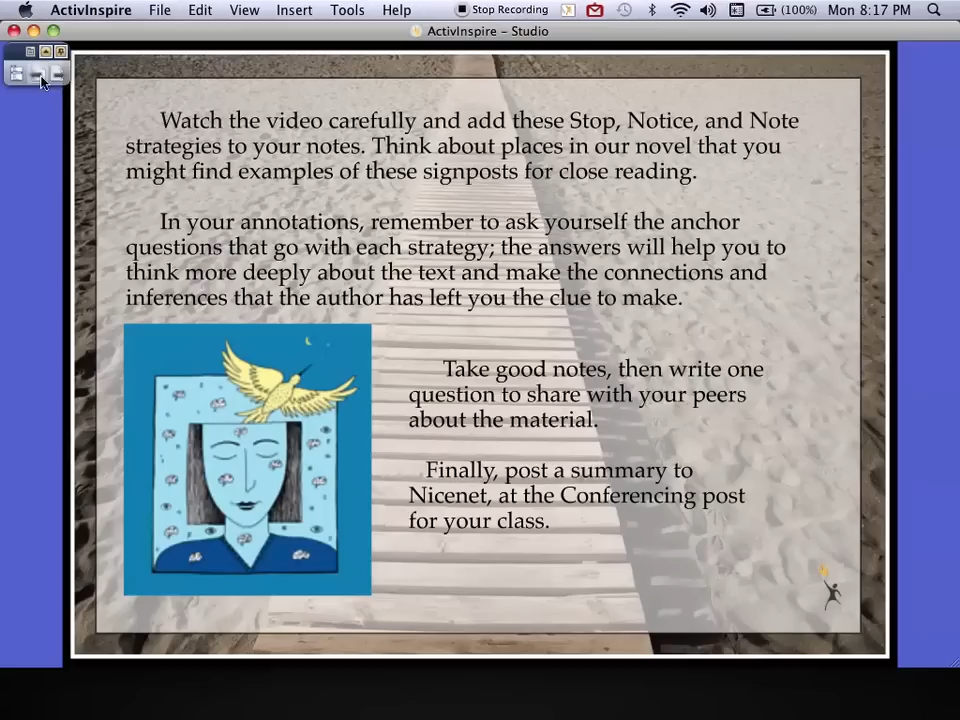 ActivInspire File Edit View Insert Tools Help Stop Recording (100%) Mon 8:17 PM
ActivInspire – Studio
Watch the video carefully and add these Stop, Notice, and Note
strategies to your notes. Think about places in our novel that you
might find examples of these signposts for close reading.
In your annotations, remember to ask yourself the anchor
questions that go with each strategy; the answers will help you to
think more deeply about the text and make the connections and
inferences that the author has left you the clue to make.
Take good notes, then write one
question to share with your peers
about the material.
Finally, post a summary to
Nicenet, at the Conferencing post
for your class.